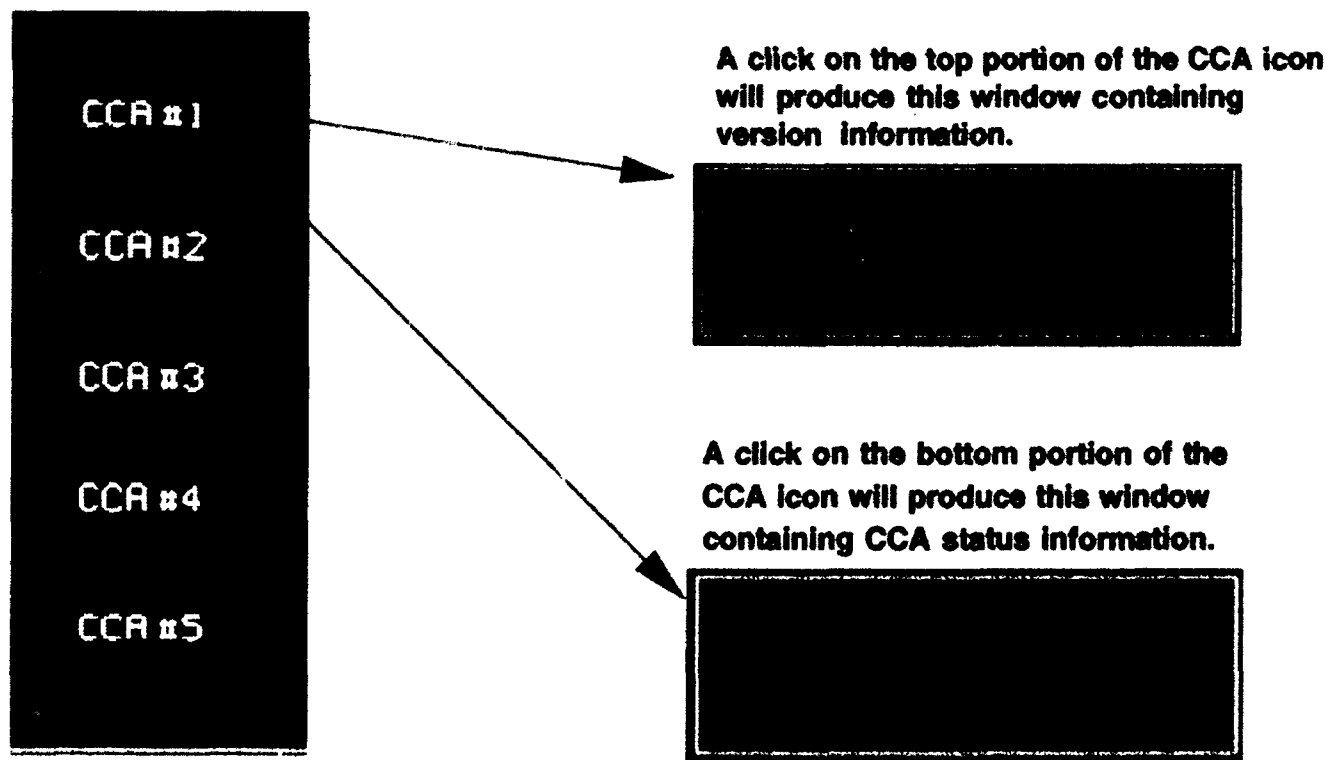 CCA #1
CCA #2
CCA #3
CCA #4
CCA #5
A click on the top portion of the CCA icon
will produce this window containing
version information.
A click on the bottom portion of the
CCA icon will produce this window
containing CCA status information.